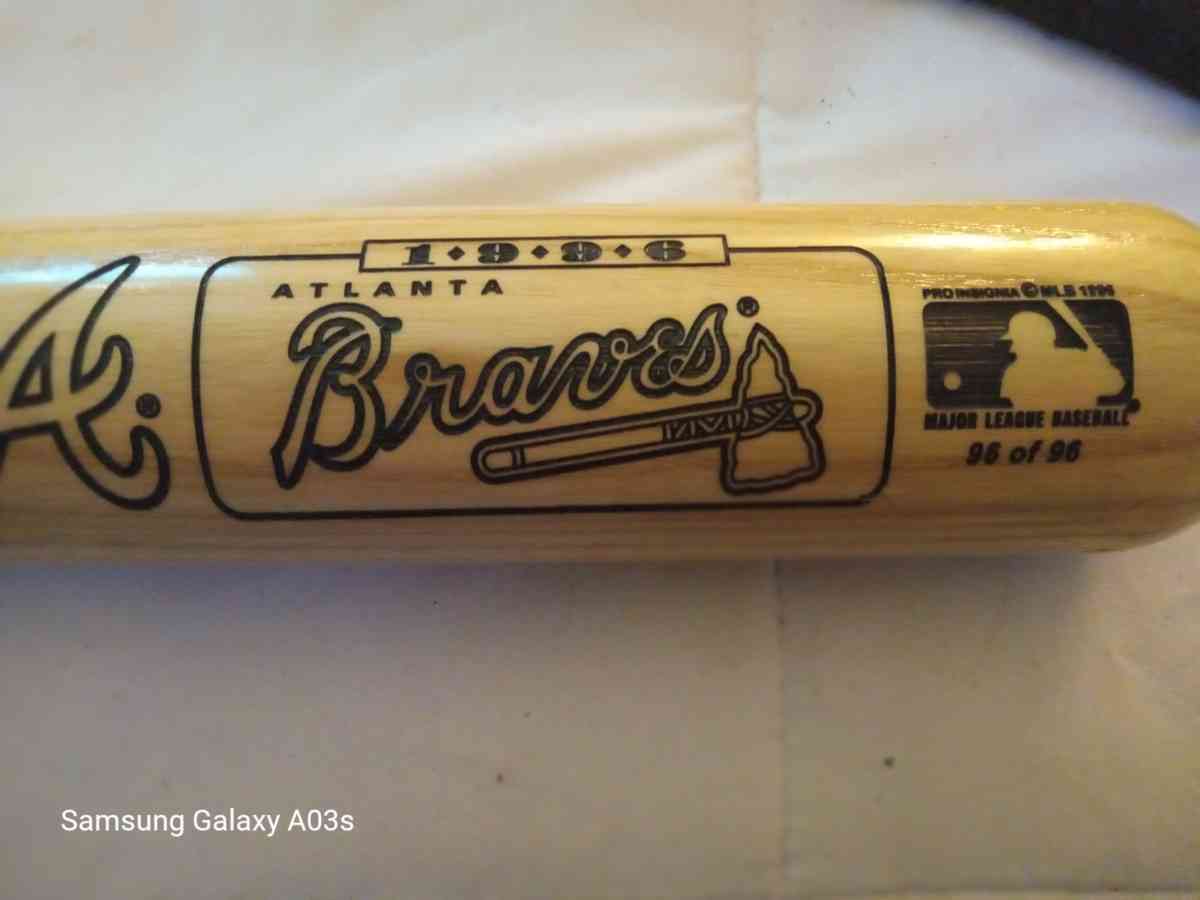 1·9·9·6
ATLANTA
Braves®
A®
PRO INSIGNIA © MLB 1996
MAJOR LEAGUE BASEBALL®
96 of 96
Samsung Galaxy A03s